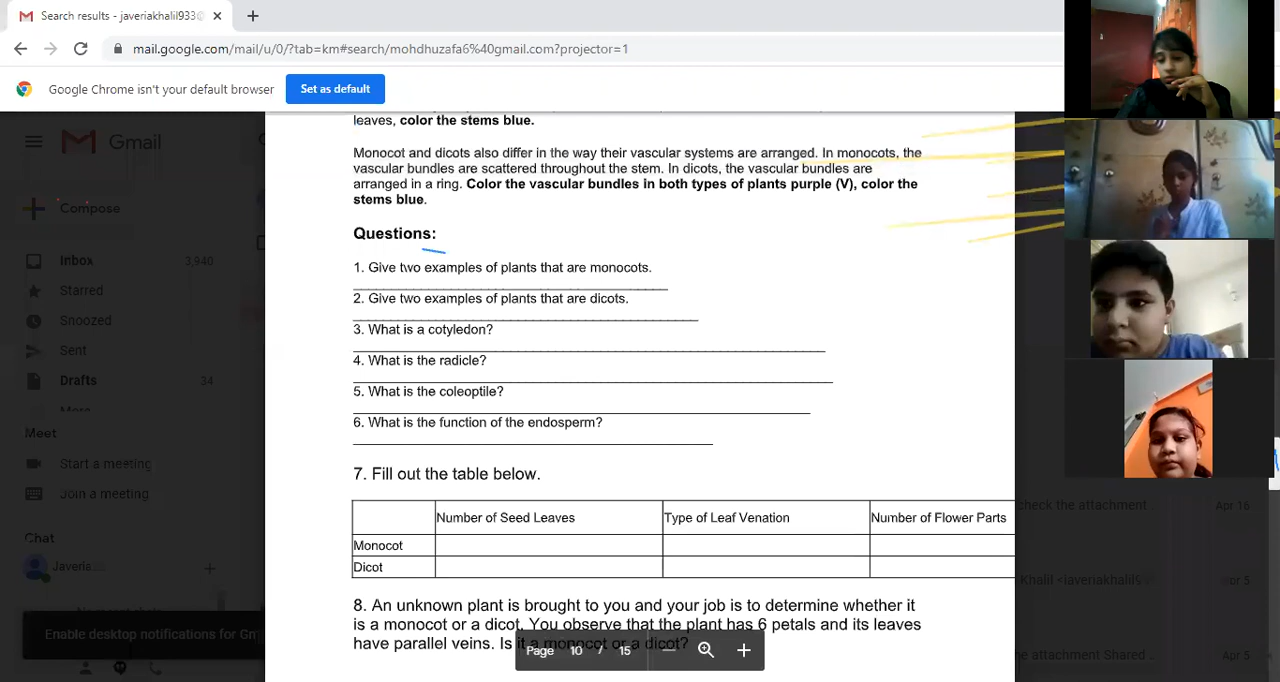 Search results - javeriakhalil933@
mail.google.com/mail/u/0/?tab=km#search/mohdhuzafa6%40gmail.com?projector=1
Google Chrome isn't your default browser
Set as default
Gmail
Compose
Inbox 3,940
Starred
Snoozed
Sent
Drafts 34
More
Meet
Start a meeting
Join a meeting
Chat
Javeria
Enable desktop notifications for Gm
leaves, color the stems blue.
Monocot and dicots also differ in the way their vascular systems are arranged. In monocots, the
vascular bundles are scattered throughout the stem. In dicots, the vascular bundles are
arranged in a ring. Color the vascular bundles in both types of plants purple (V), color the
stems blue.
Questions:
1. Give two examples of plants that are monocots.
2. Give two examples of plants that are dicots.
3. What is a cotyledon?
4. What is the radicle?
5. What is the coleoptile?
6. What is the function of the endosperm?
7. Fill out the table below.
Number of Seed Leaves Type of Leaf Venation Number of Flower Parts
Monocot
Dicot
8. An unknown plant is brought to you and your job is to determine whether it
is a monocot or a dicot. You observe that the plant has 6 petals and its leaves
have parallel veins. Is it a monocot or a dicot?
Page 10 / 15
check the attachment Apr 16
Khalil <javeriakhalil9 Apr 5
he attachment Shared Apr 5